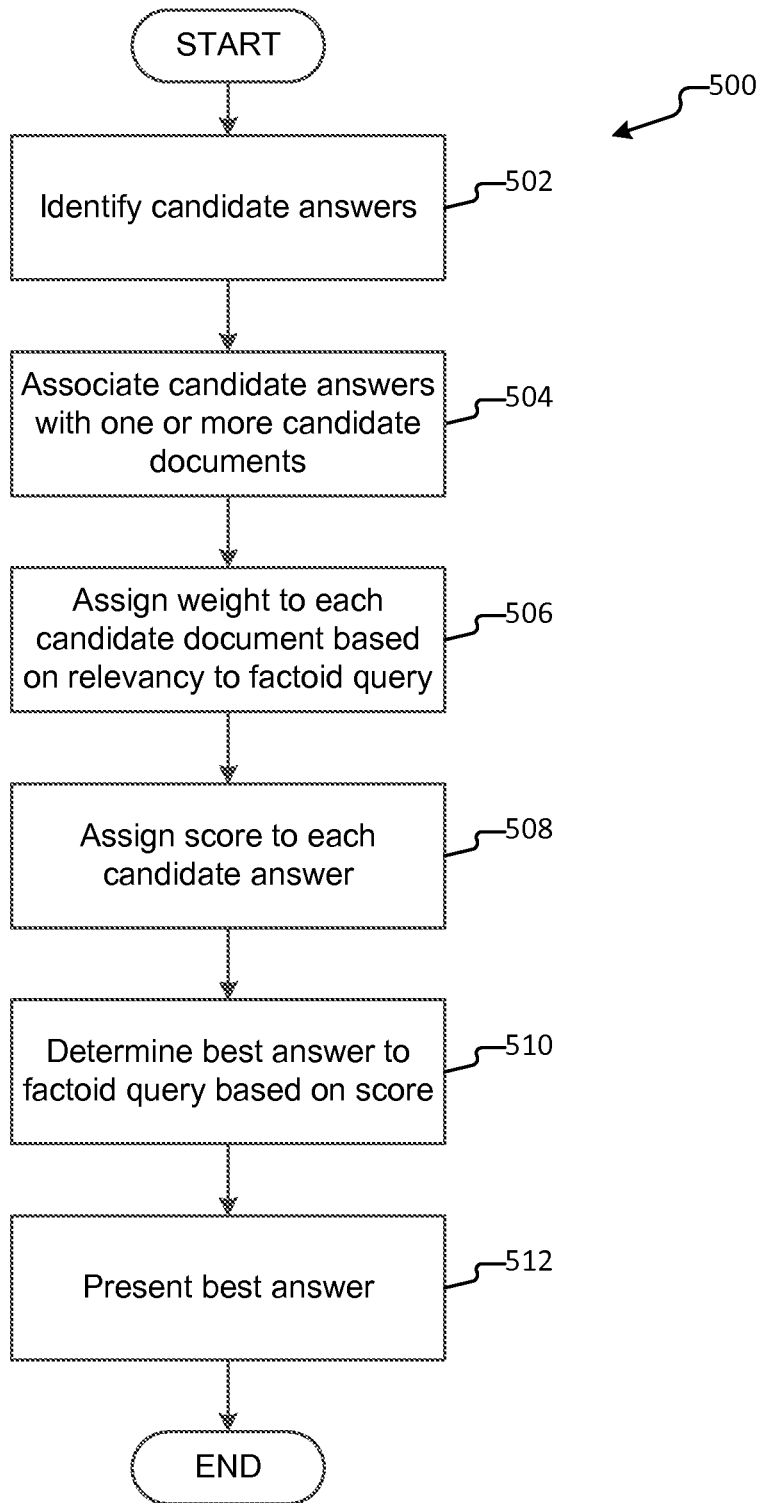 START
500
Identify candidate answers
502
Associate candidate answers
with one or more candidate
documents
504
Assign weight to each
candidate document based
on relevancy to factoid query
506
Assign score to each
candidate answer
508
Determine best answer to
factoid query based on score
510
Present best answer
512
END